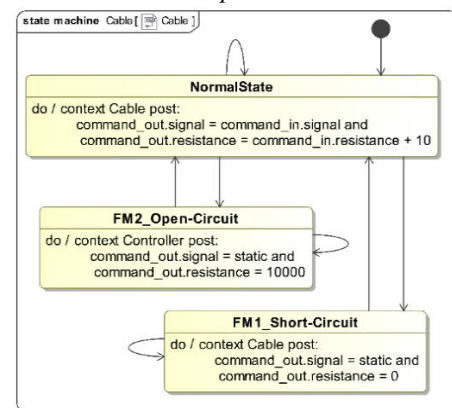 state machine Cable[ Cable ]
NormalState
do / context Cable post:
command_out.signal = command_in.signal and
command_out.resistance = command_in.resistance + 10
FM2_Open-Circuit
do / context Controller post:
command_out.signal = static and
command_out.resistance = 10000
FM1_Short-Circuit
do / context Cable post:
command_out.signal = static and
command_out.resistance = 0